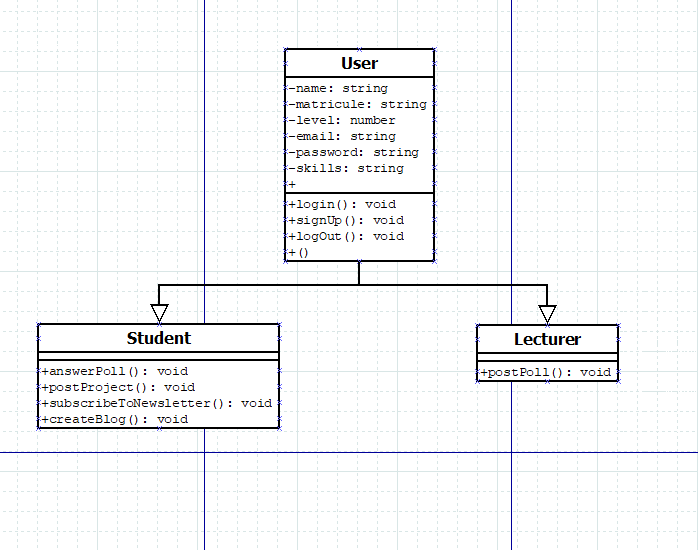 User
-name: string
-matricule: string
-level: number
-email: string
-password: string
-skills: string
+
+login(): void
+signUp(): void
+logOut(): void
+()
Student
+answerPoll(): void
+postProject(): void
+subscribeToNewsletter(): void
+createBlog(): void
Lecturer
+postPoll(): void